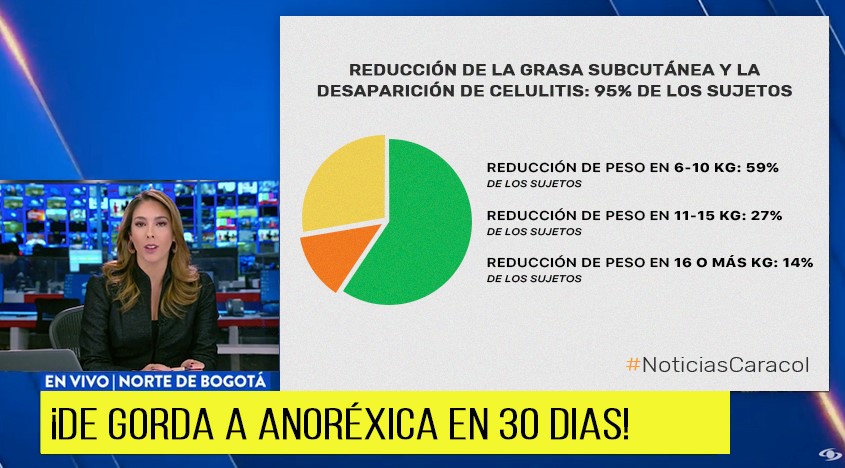 REDUCCIÓN DE LA GRASA SUBCUTÁNEA Y LA
DESAPARICIÓN DE CELULITIS: 95% DE LOS SUJETOS
REDUCCIÓN DE PESO EN 6-10 KG: 59%
DE LOS SUJETOS
REDUCCIÓN DE PESO EN 11-15 KG: 27%
DE LOS SUJETOS
REDUCCIÓN DE PESO EN 16 O MÁS KG: 14%
DE LOS SUJETOS
#NoticiasCaracol
EN VIVO | NORTE DE BOGOTÁ
¡DE GORDA A ANORÉXICA EN 30 DIAS!